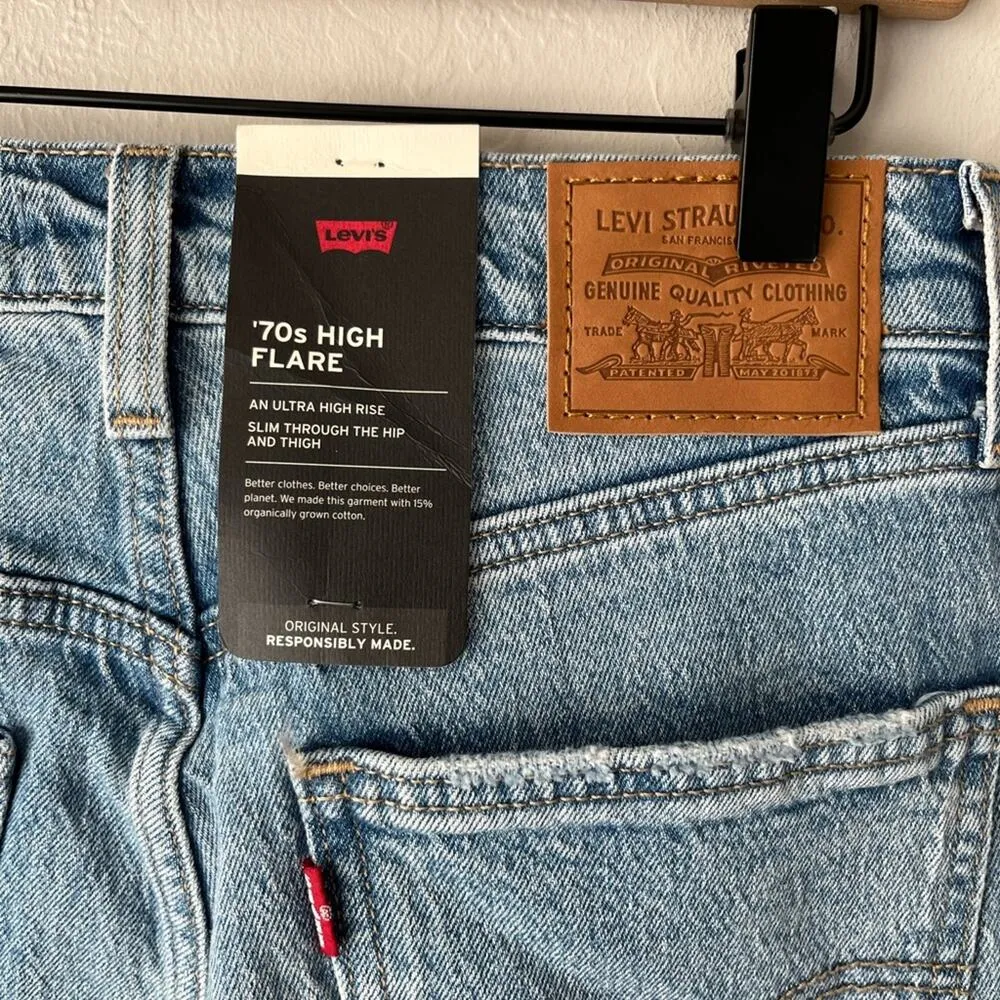 Levi's
'70s HIGH
FLARE
AN ULTRA HIGH RISE
SLIM THROUGH THE HIP
AND THIGH
Better clothes. Better choices. Better
planet. We made this garment with 15%
organically grown cotton.
ORIGINAL STYLE.
RESPONSIBLY MADE.
LEVI STRAU O.
SAN FRANCIS
ORIGINAL RIVETED
GENUINE QUALITY CLOTHING
TRADE MARK
PATENTED MAY 20 1873